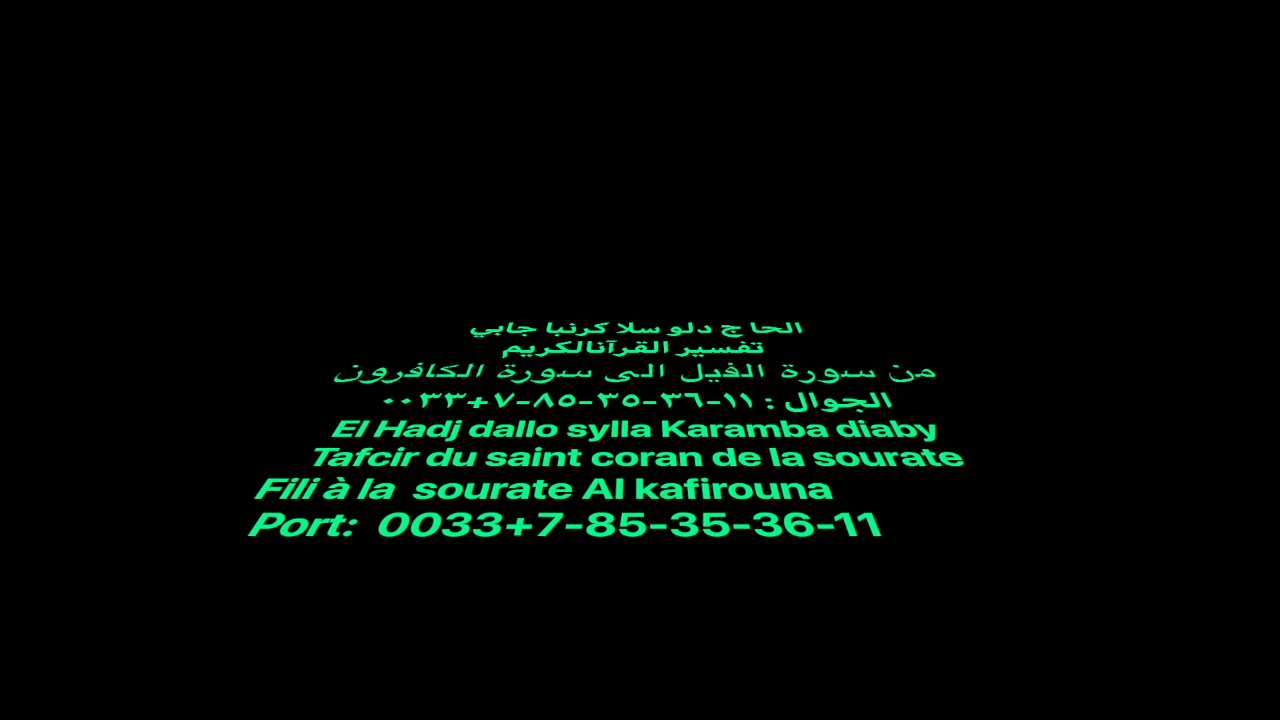 الحا ج دلو سلا كرنبا جابي
تفسير القرآنالكريم
من سورة الفيل الى سورة الكافرون
الجوال : ١١-٣٦-٣٥-٨٥-٧+٠٠٣٣
El Hadj dallo sylla Karamba diaby
Tafcir du saint coran de la sourate
Fili à la sourate Al kafirouna
Port: 0033+7-85-35-36-11